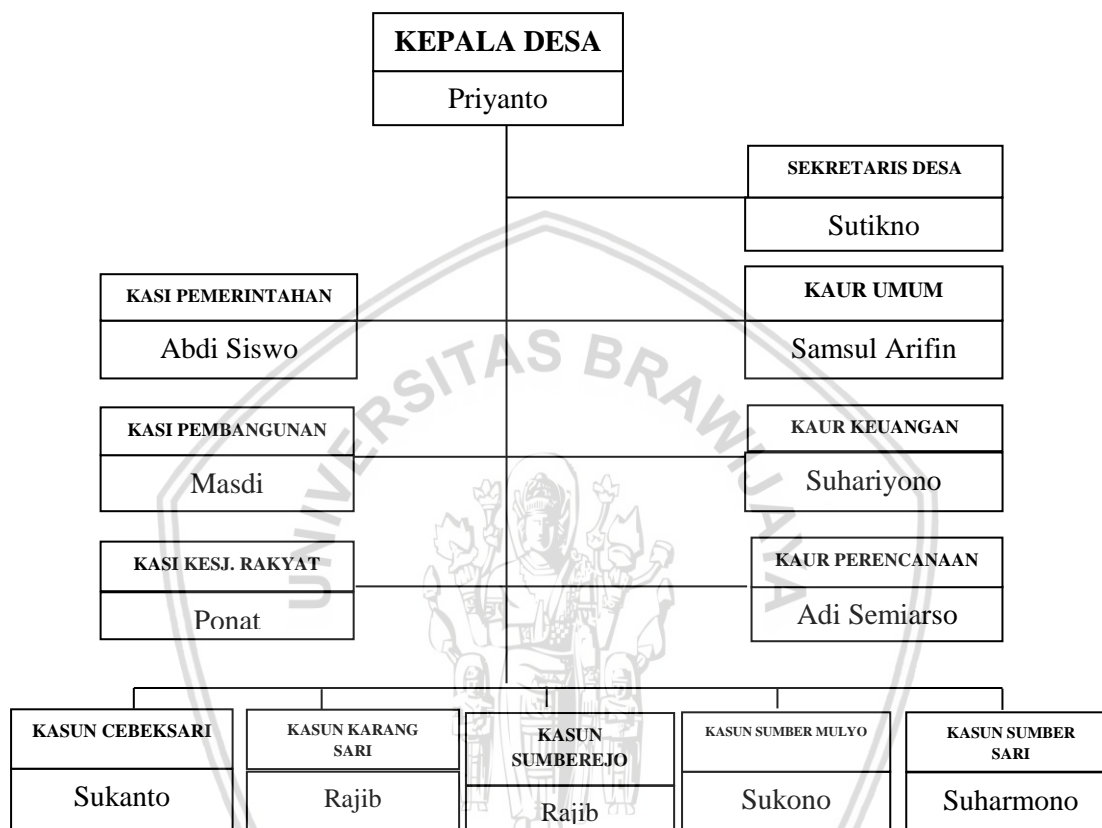 KEPALA DESA
Priyanto
SEKRETARIS DESA
Sutikno
KASI PEMERINTAHAN
Abdi Siswo
KAUR UMUM
Samsul Arifin
KASI PEMBANGUNAN
Masdi
KAUR KEUANGAN
Suhariyono
KASI KESJ. RAKYAT
Ponat
KAUR PERENCANAAN
Adi Semiarso
KASUN CEBEKSARI
Sukanto
KASUN KARANG
SARI
Rajib
KASUN
SUMBEREJO
Rajib
KASUN SUMBER MULYO
Sukono
KASUN SUMBER
SARI
Suharmono
UNIVERSITAS BRAWIJAYA